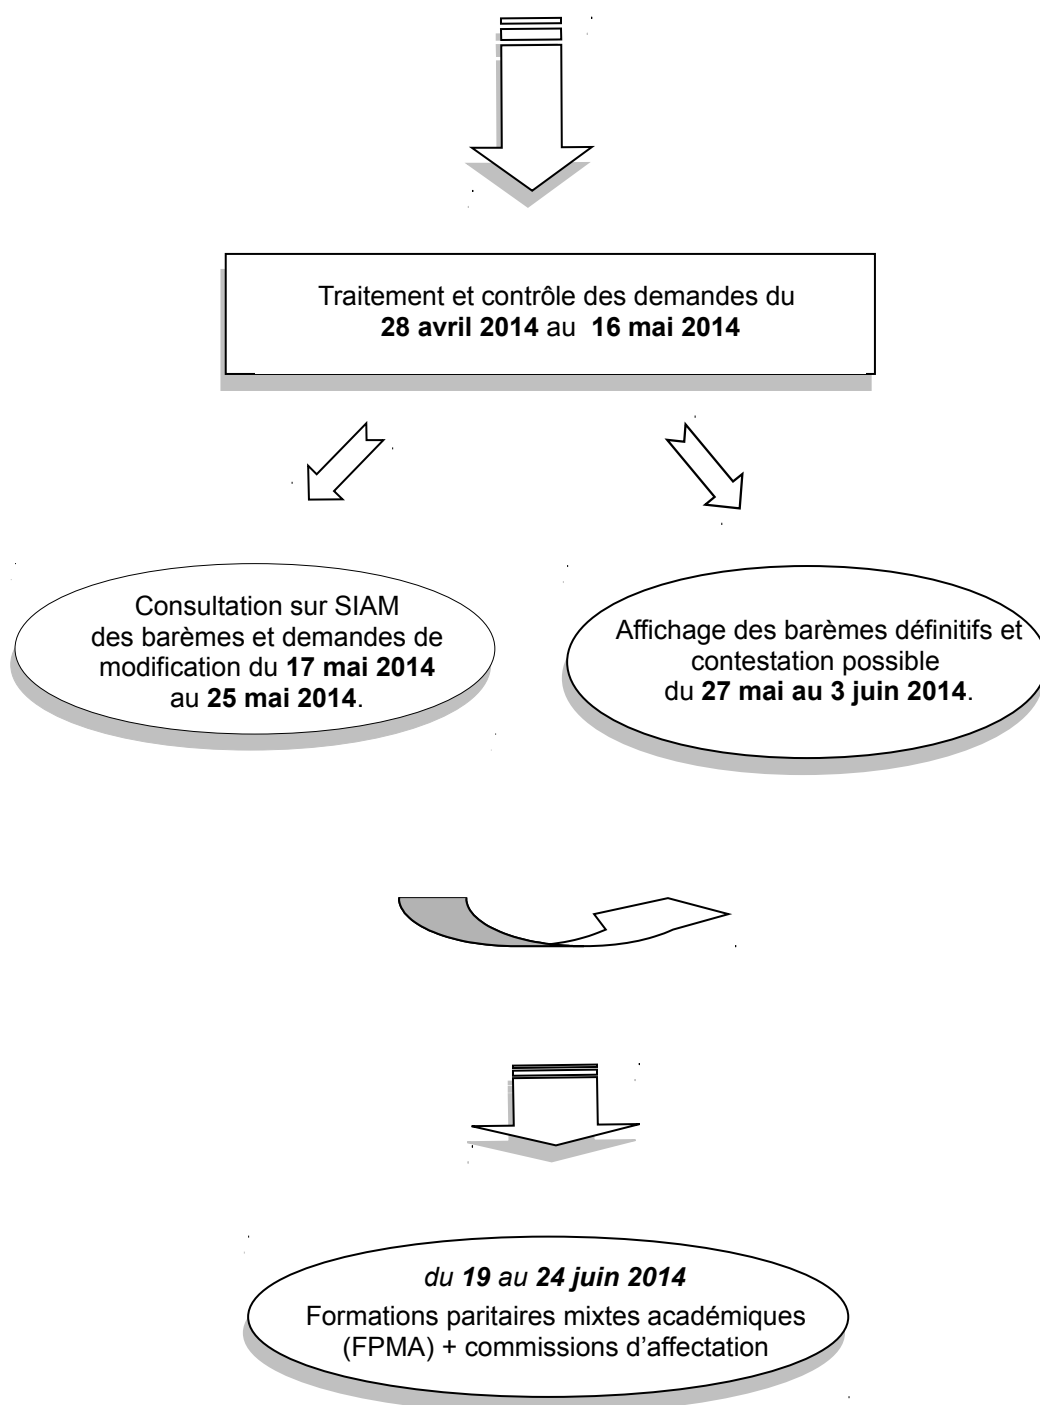 Traitement et contrôle des demandes du
28 avril 2014 au 16 mai 2014
Consultation sur SIAM
des barèmes et demandes de
modification du 17 mai 2014
au 25 mai 2014.
Affichage des barèmes définitifs et
contestation possible
du 27 mai au 3 juin 2014.
du 19 au 24 juin 2014
Formations paritaires mixtes académiques
(FPMA) + commissions d’affectation